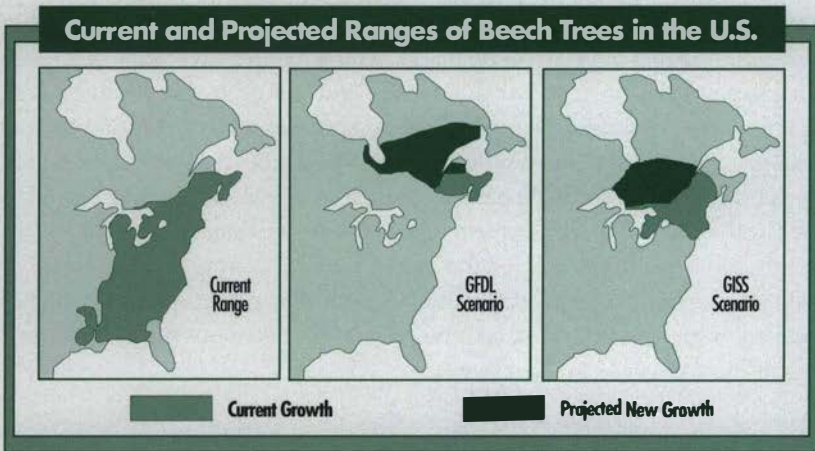 Current and Projected Ranges of Beech Trees in the U.S.
Current
Range
GFDL
Scenario
GISS
Scenario
Current Growth
Projected New Growth